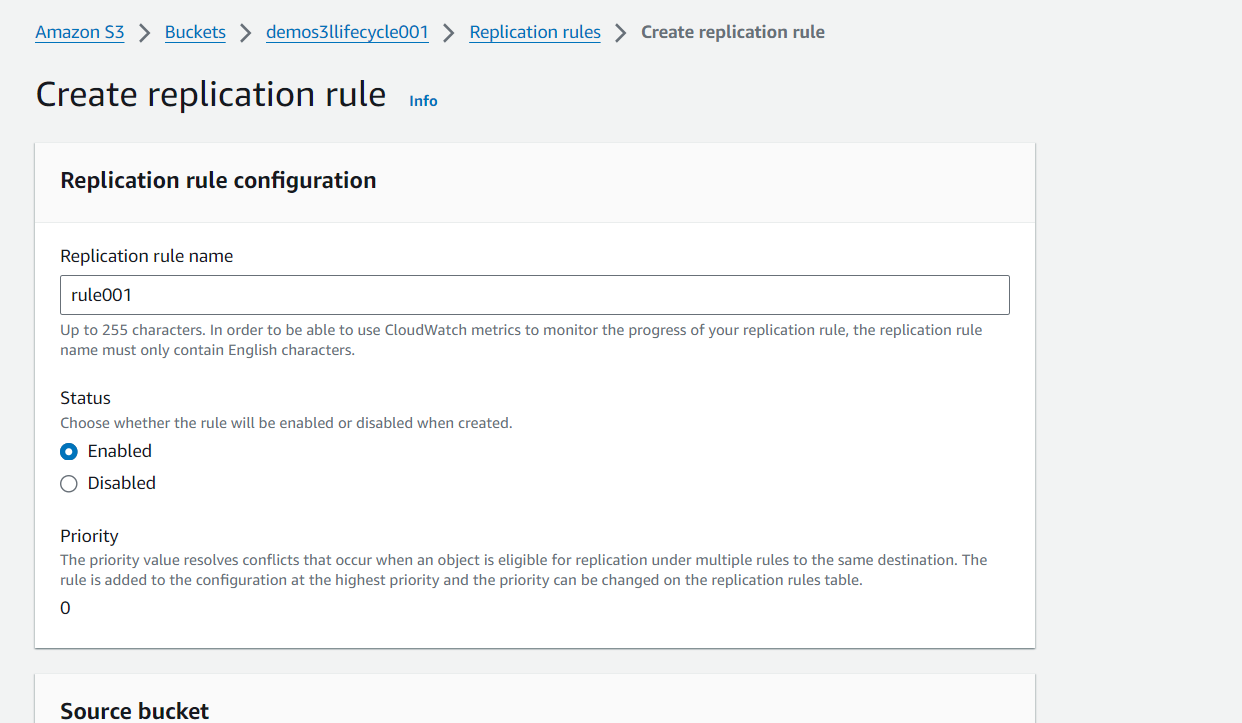 Amazon S3 > Buckets > demos3llifecycle001 > Replication rules > Create replication rule
Create replication rule Info
Replication rule configuration
Replication rule name
rule001
Up to 255 characters. In order to be able to use CloudWatch metrics to monitor the progress of your replication rule, the replication rule
name must only contain English characters.
Status
Choose whether the rule will be enabled or disabled when created.
Enabled
Disabled
Priority
The priority value resolves conflicts that occur when an object is eligible for replication under multiple rules to the same destination. The
rule is added to the configuration at the highest priority and the priority can be changed on the replication rules table.
0
Source bucket